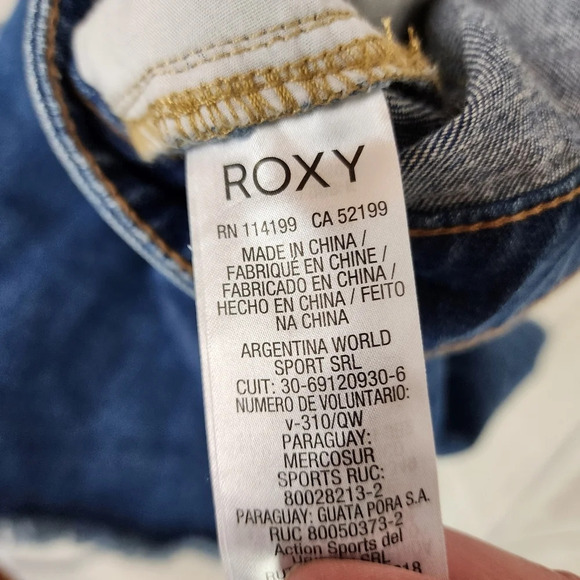 ROXY
RN 114199 CA 52199
MADE IN CHINA /
FABRIQUÉ EN CHINE /
FABRICADO EN CHINA /
HECHO EN CHINA / FEITO
NA CHINA
ARGENTINA WORLD
SPORT SRL
CUIT: 30-69120930-6
NUMERO DE VOLUNTARIO:
v-310/QW
PARAGUAY:
MERCOSUR
SPORTS RUC:
80028213-2
PARAGUAY: GUATA PORA S.A.
RUC 80050373-2
Action Sports del
SRL